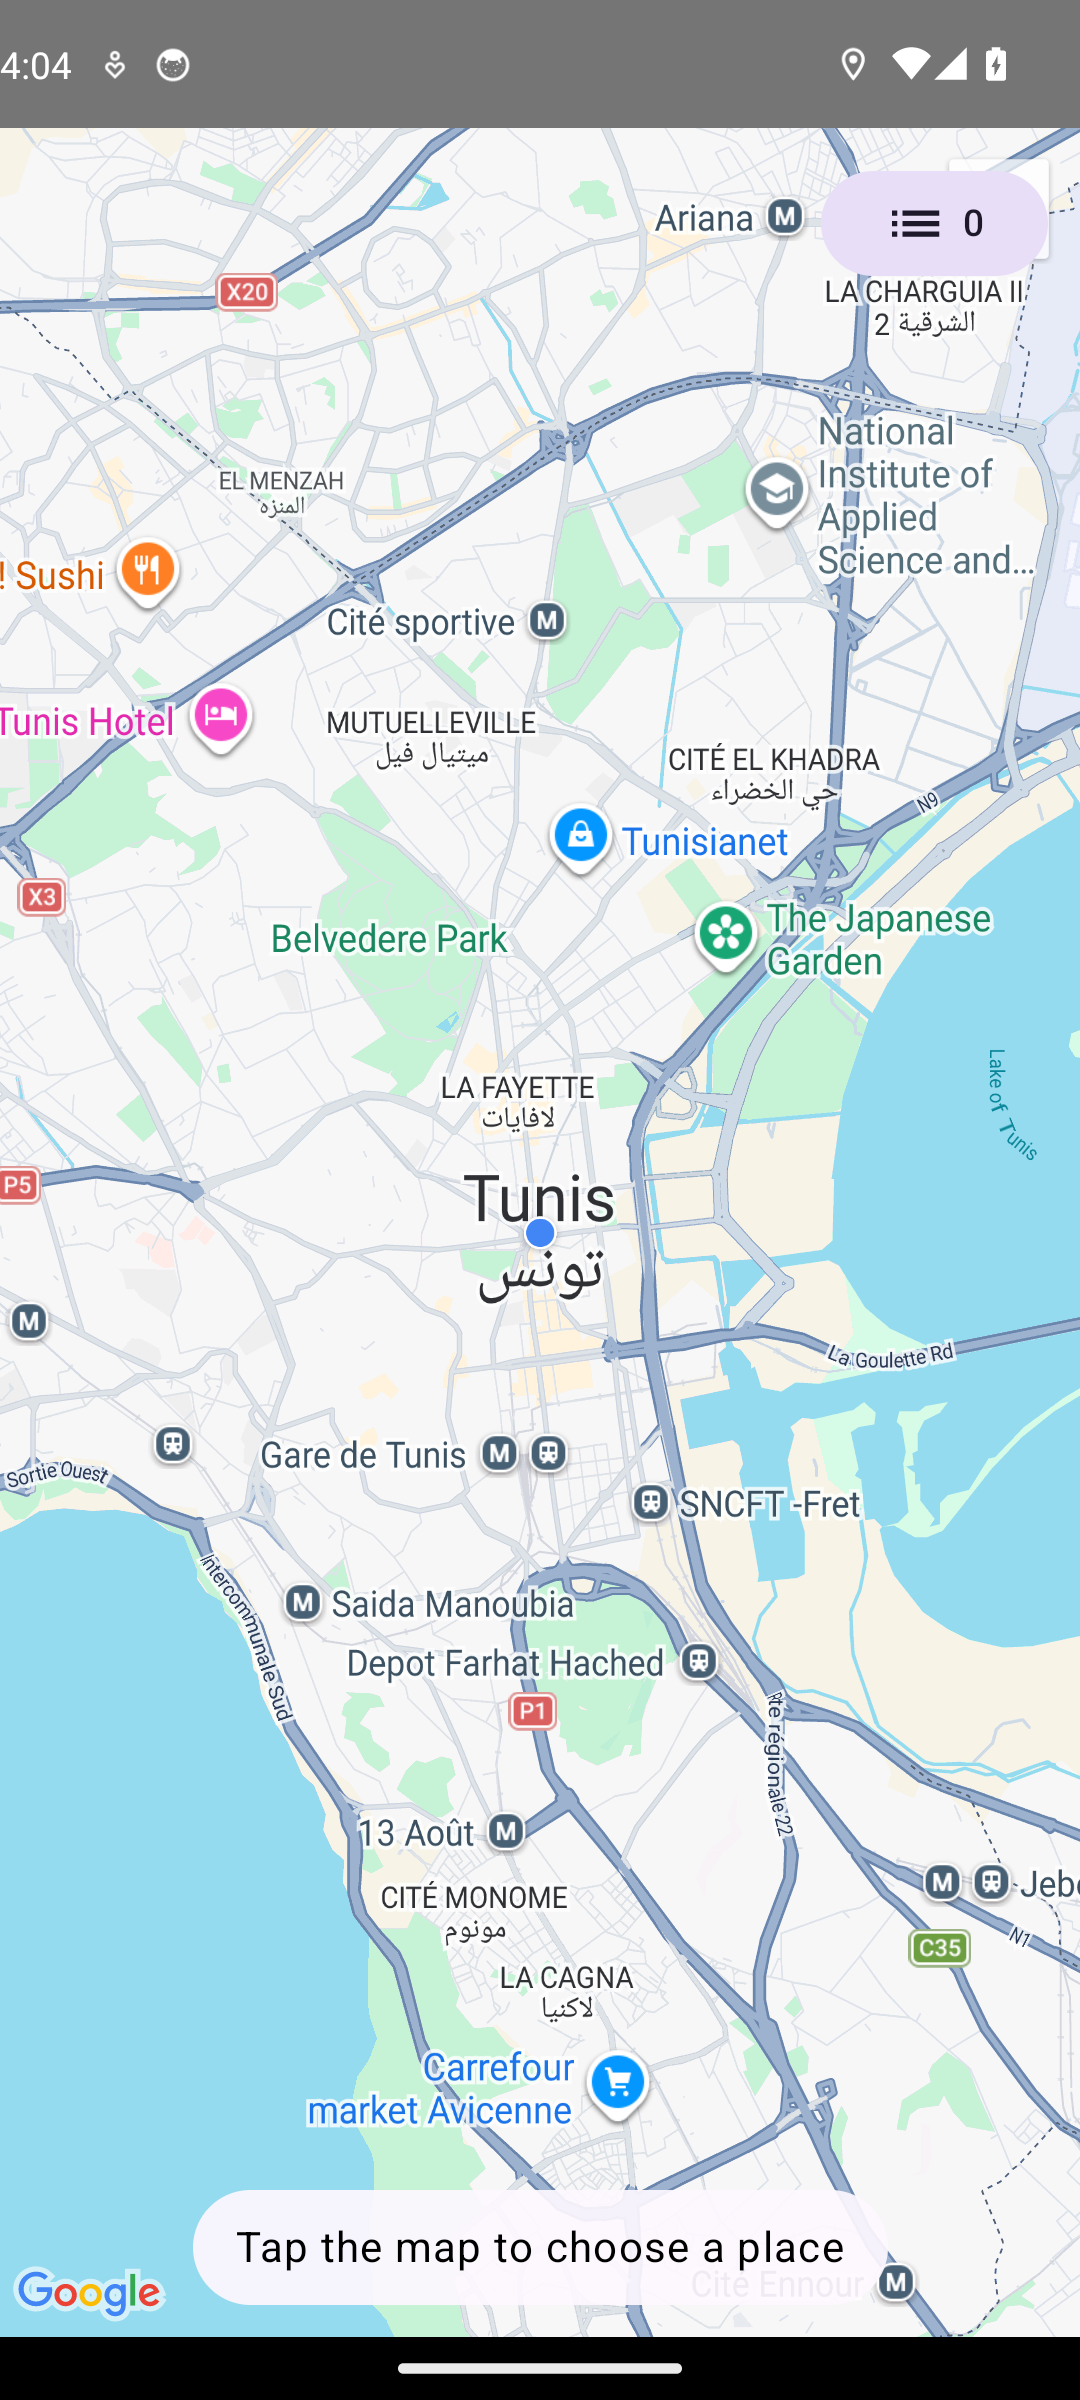 4:04
Ariana M
0
LA CHARGUIA II
الشرقية 2
X20
National
Institute of
Applied
Science and...
EL MENZAH
المنزه
! Sushi
Cité sportive M
Tunis Hotel
MUTUELLEVILLE
ميتيال فيل
CITÉ EL KHADRA
حي الخضراء
N9
Tunisianet
X3
Belvedere Park
The Japanese
Garden
Lake of Tunis
LA FAYETTE
لافايات
P5
Tunis
تونس
M
La Goulette Rd
Gare de Tunis M
Sortie Ouest
SNCFT -Fret
Intercommunale Sud
M Saida Manoubia
Depot Farhat Hached
P1
Rte régionale 22
13 Août M
M Jebe
CITÉ MONOME
مونوم
N1
C35
LA CAGNA
لاكنيا
Carrefour
market Avicenne
Tap the map to choose a place
Cité Ennour M
Google